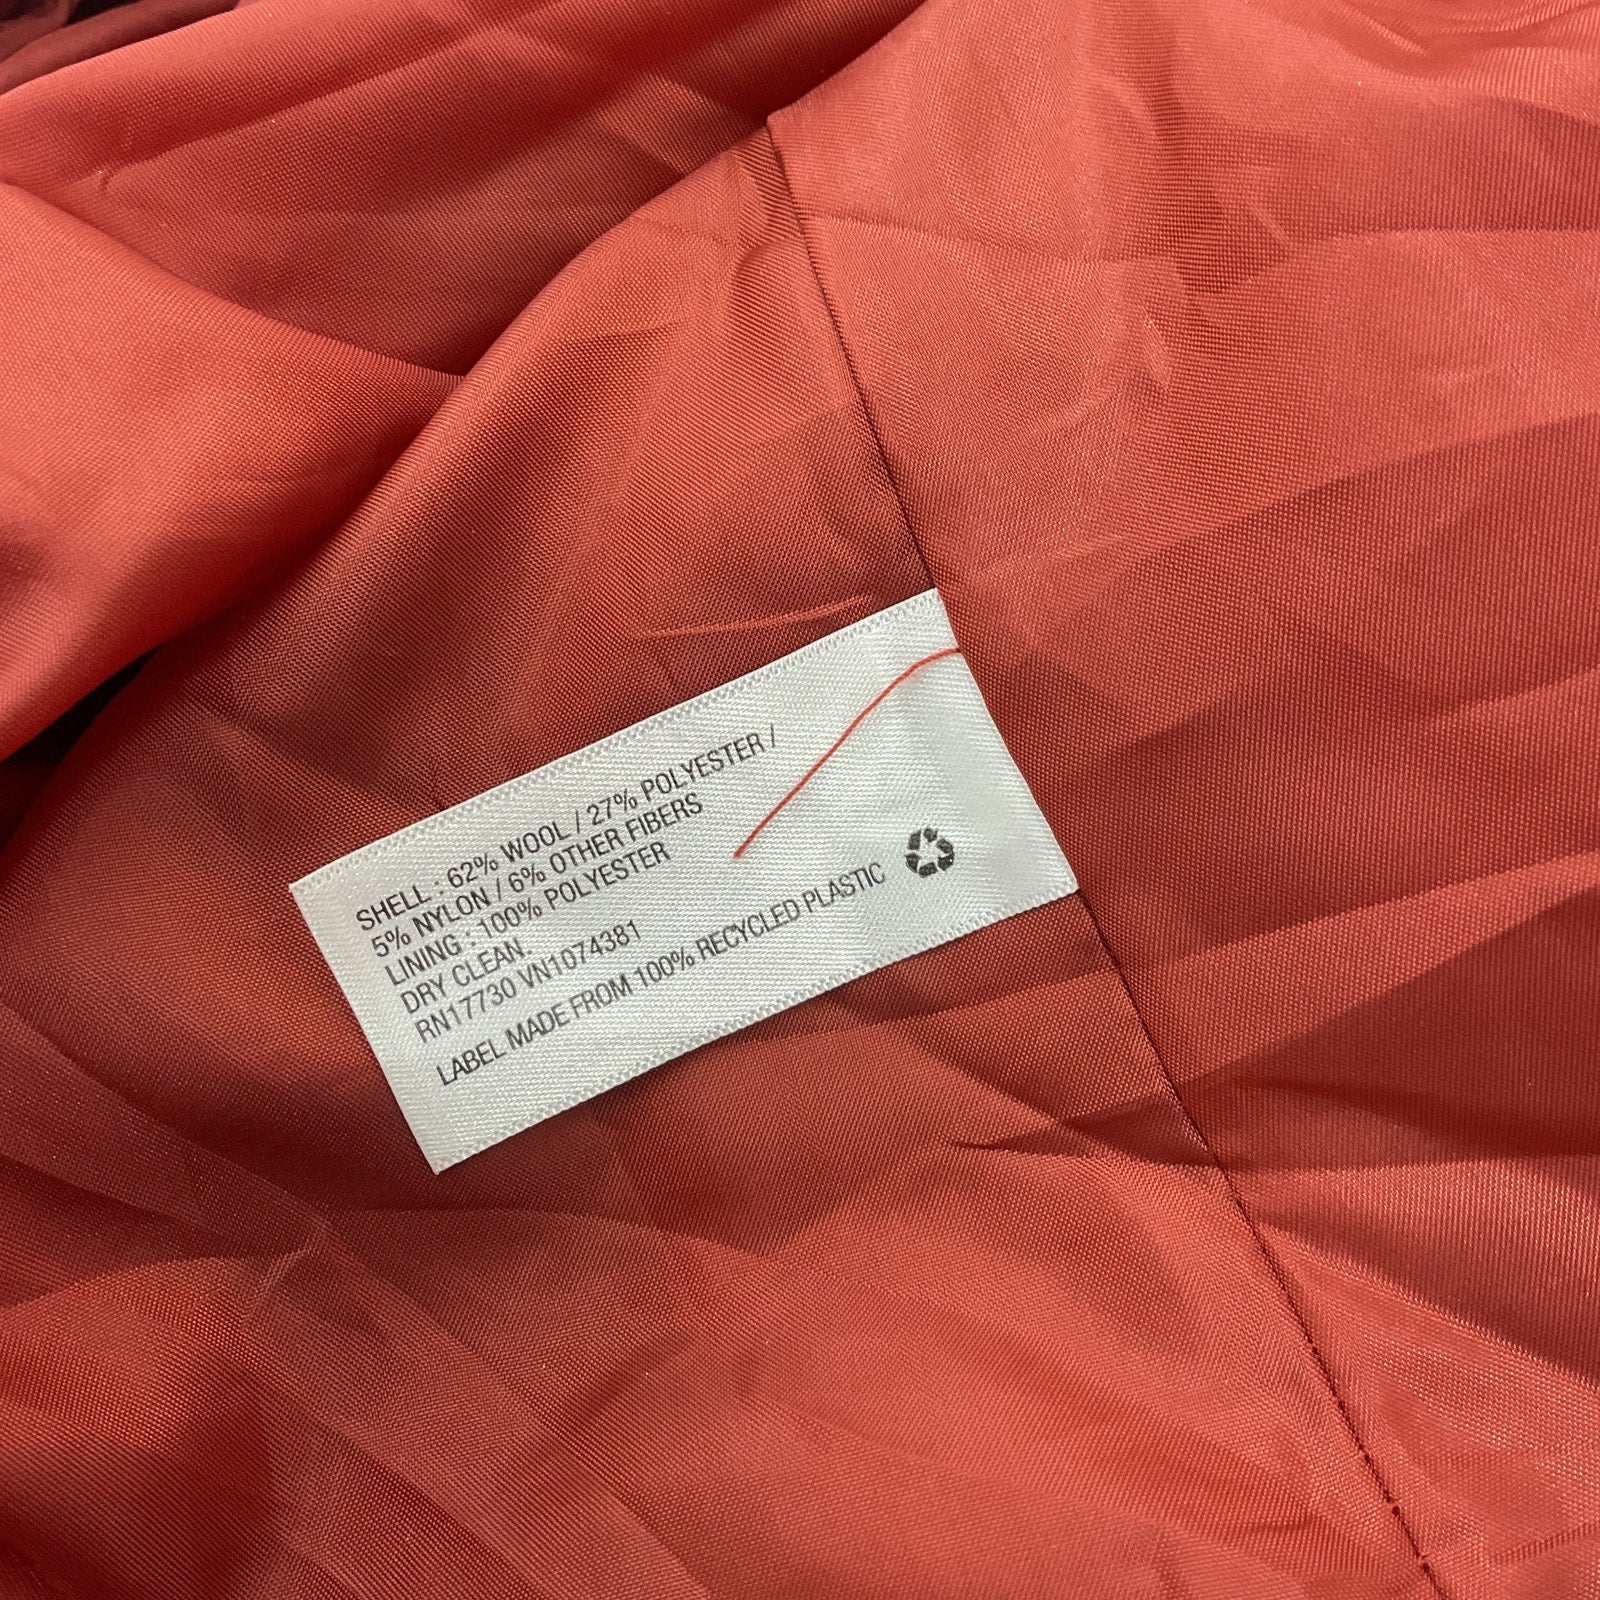 SHELL : 62% WOOL / 27% POLYESTER /
5% NYLON / 6% OTHER FIBERS
LINING : 100% POLYESTER
DRY CLEAN.
RN17730 VN1074381
LABEL MADE FROM 100% RECYCLED PLASTIC